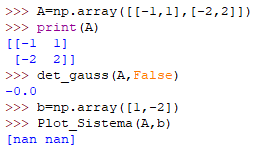 >>> A=np.array([[-1,1],[-2,2]])
>>> print(A)
[[-1  1]
 [-2  2]]
>>> det_gauss(A,False)
-0.0
>>> b=np.array([1,-2])
>>> Plot_Sistema(A,b)
[nan nan]